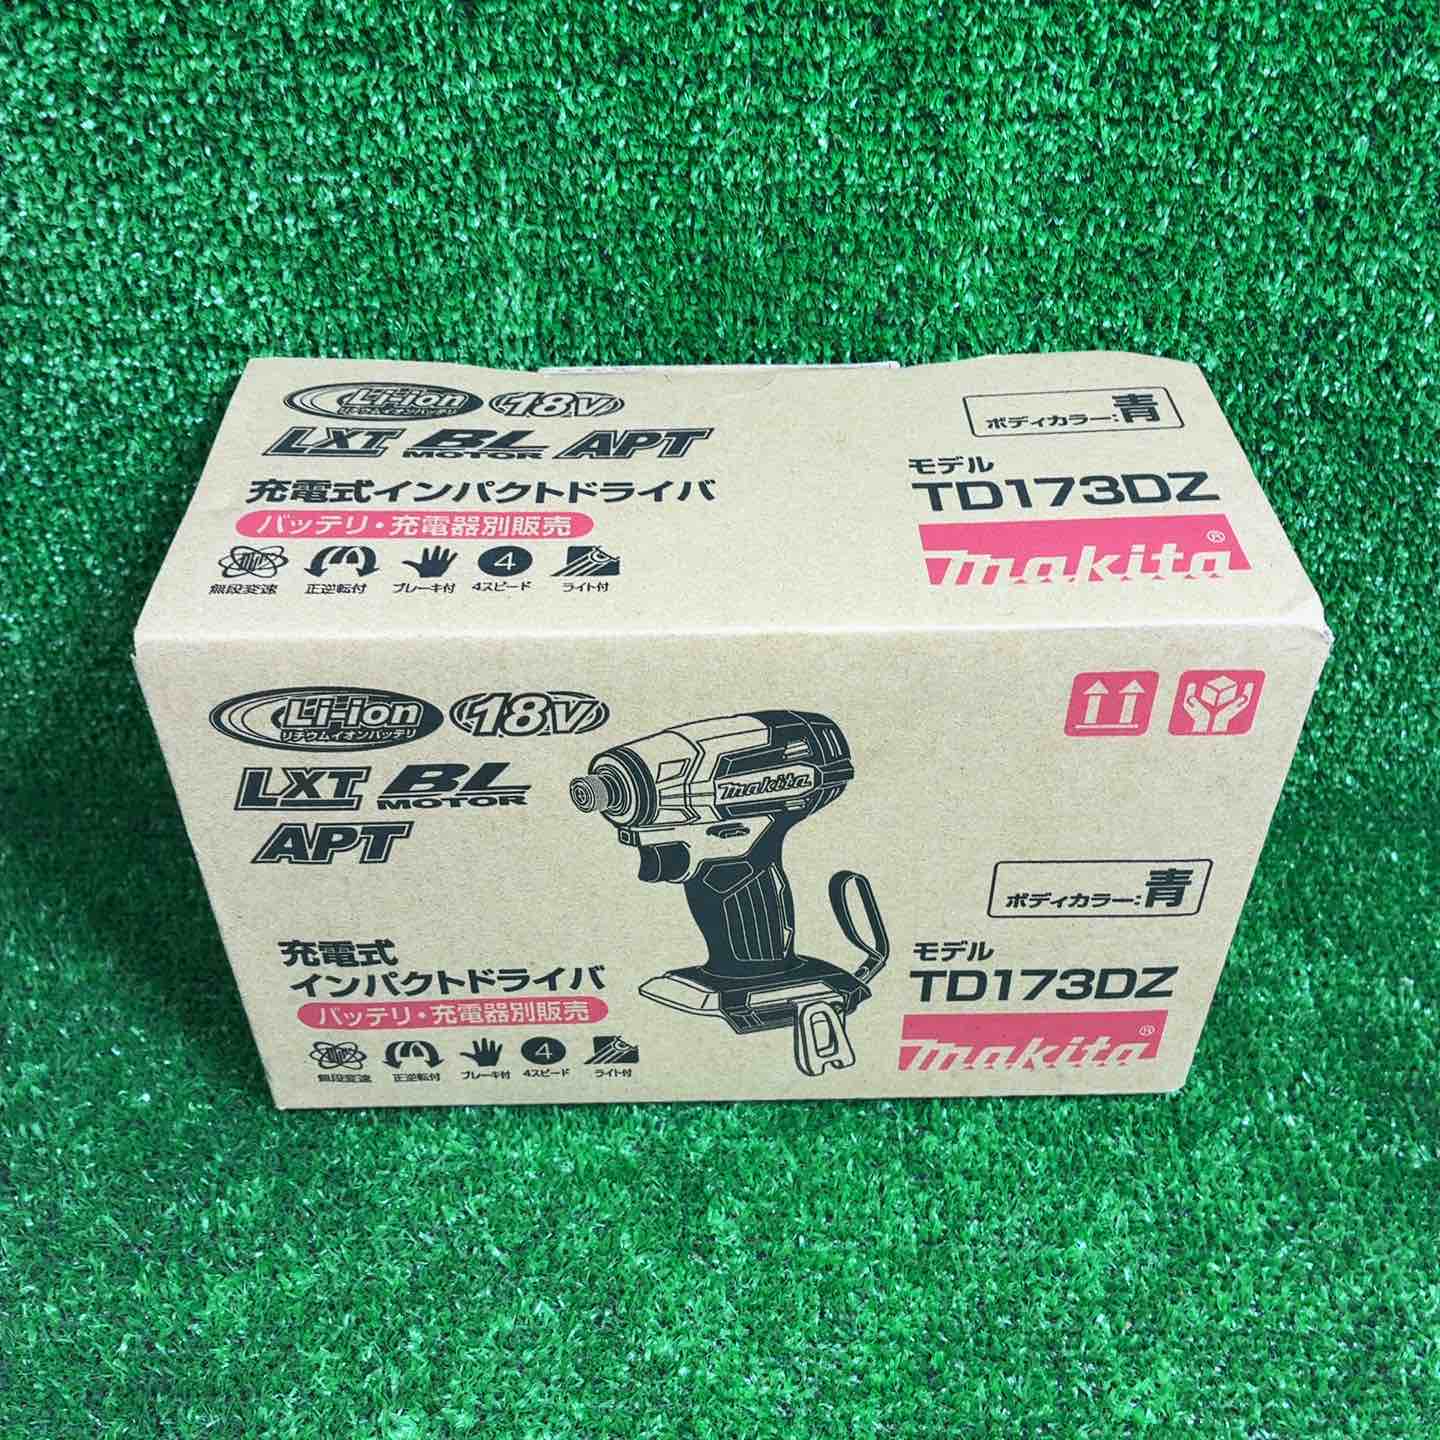 Li-ion 18V
リチウムイオンバッテリ
LXT BL MOTOR APT
充電式インパクトドライバ
バッテリ・充電器別販売
無段変速 正逆転付 ブレーキ付 4 4スピード ライト付
ボディカラー:青
モデル
TD173DZ
makita®
Li-ion 18V
リチウムイオンバッテリ
LXT BL MOTOR
APT
makita
充電式
インパクトドライバ
バッテリ・充電器別販売
無段変速 正逆転付 ブレーキ付 4 4スピード ライト付
ボディカラー:青
モデル
TD173DZ
makita®